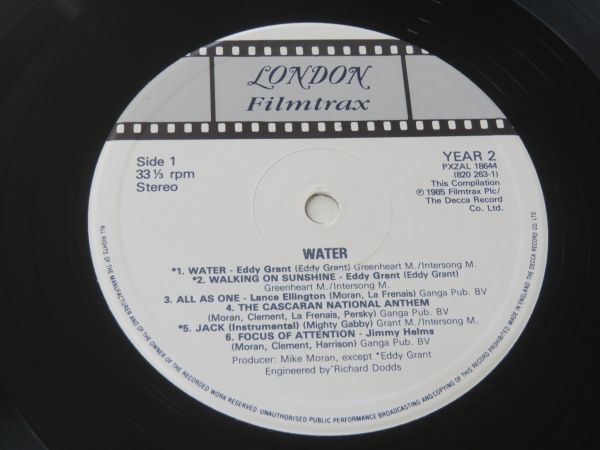 LONDON
Filmtrax
Side 1
33⅓ rpm
Stereo
YEAR 2
PXZAL 18644
(820 263-1)
This Compilation
℗ 1985 Filmtrax Plc/
The Decca Record
Co. Ltd.
WATER
*1. WATER - Eddy Grant (Eddy Grant) Greenheart M./Intersong M.
*2. WALKING ON SUNSHINE - Eddy Grant (Eddy Grant)
Greenheart M./Intersong M.
3. ALL AS ONE - Lance Ellington (Moran, La Frenais) Ganga Pub. BV
4. THE CASCARAN NATIONAL ANTHEM
(Moran, Clement, La Frenais, Persky) Ganga Pub. BV
*5. JACK (Instrumental) (Mighty Gabby) Grant M./Intersong M.
6. FOCUS OF ATTENTION - Jimmy Helms
(Moran, Clement, Harrison) Ganga Pub. BV
Producer: Mike Moran, except *Eddy Grant
Engineered by *Richard Dodds
ALL RIGHTS OF THE MANUFACTURER AND OF THE OWNER OF THE RECORDED WORK RESERVED. UNAUTHORISED PUBLIC PERFORMANCE BROADCASTING AND COPYING OF THIS RECORD PROHIBITED. MADE IN ENGLAND. THE DECCA RECORD CO. LTD.